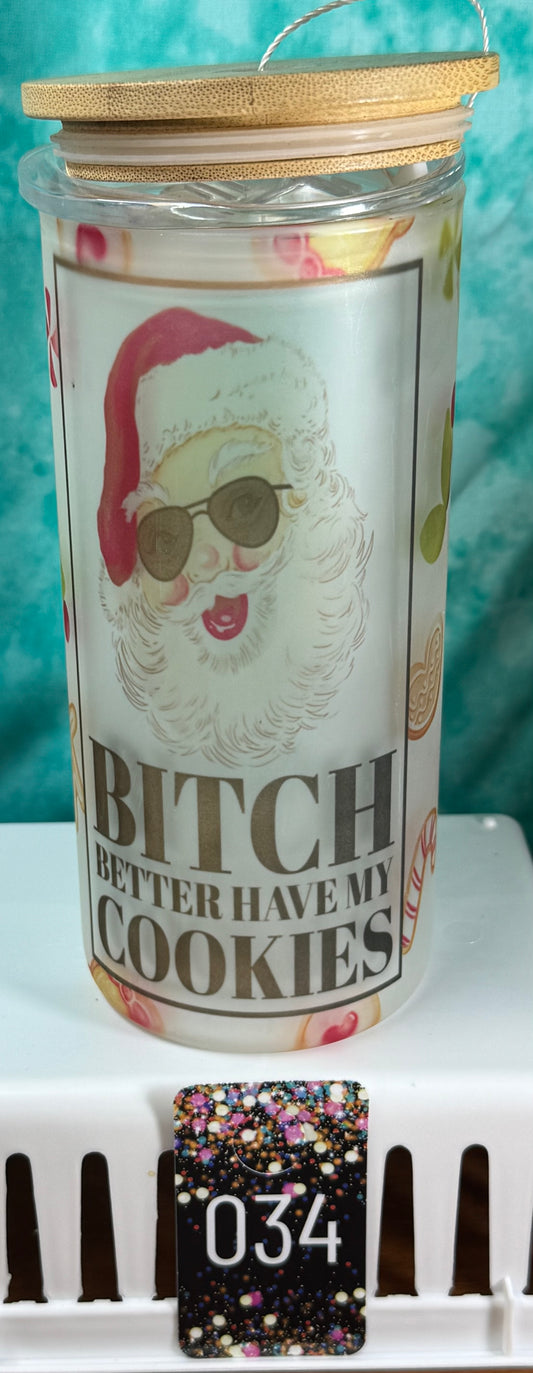 BITCH
BETTER HAVE MY
COOKIES
034